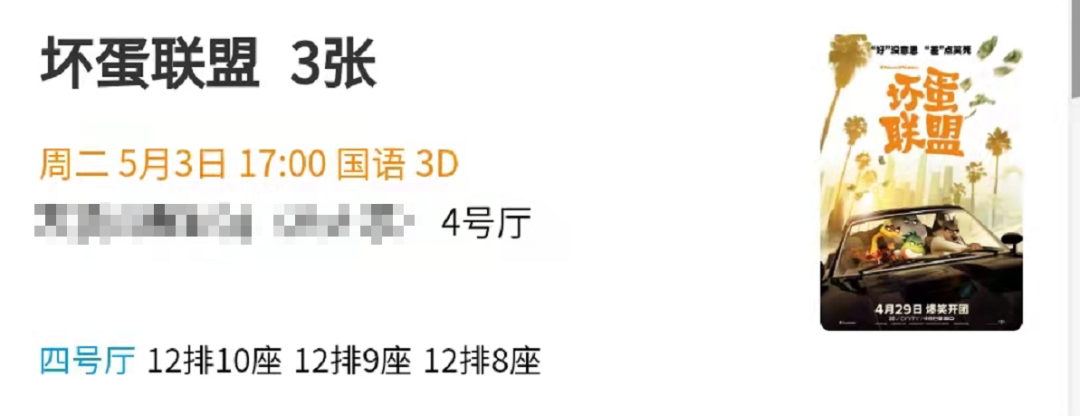 坏蛋联盟 3张
周二 5月3日 17:00 国语 3D
4号厅
四号厅 12排10座 12排9座 12排8座
“好”没意思 “差”点笑死
坏蛋
联盟
4月29日 爆笑开团